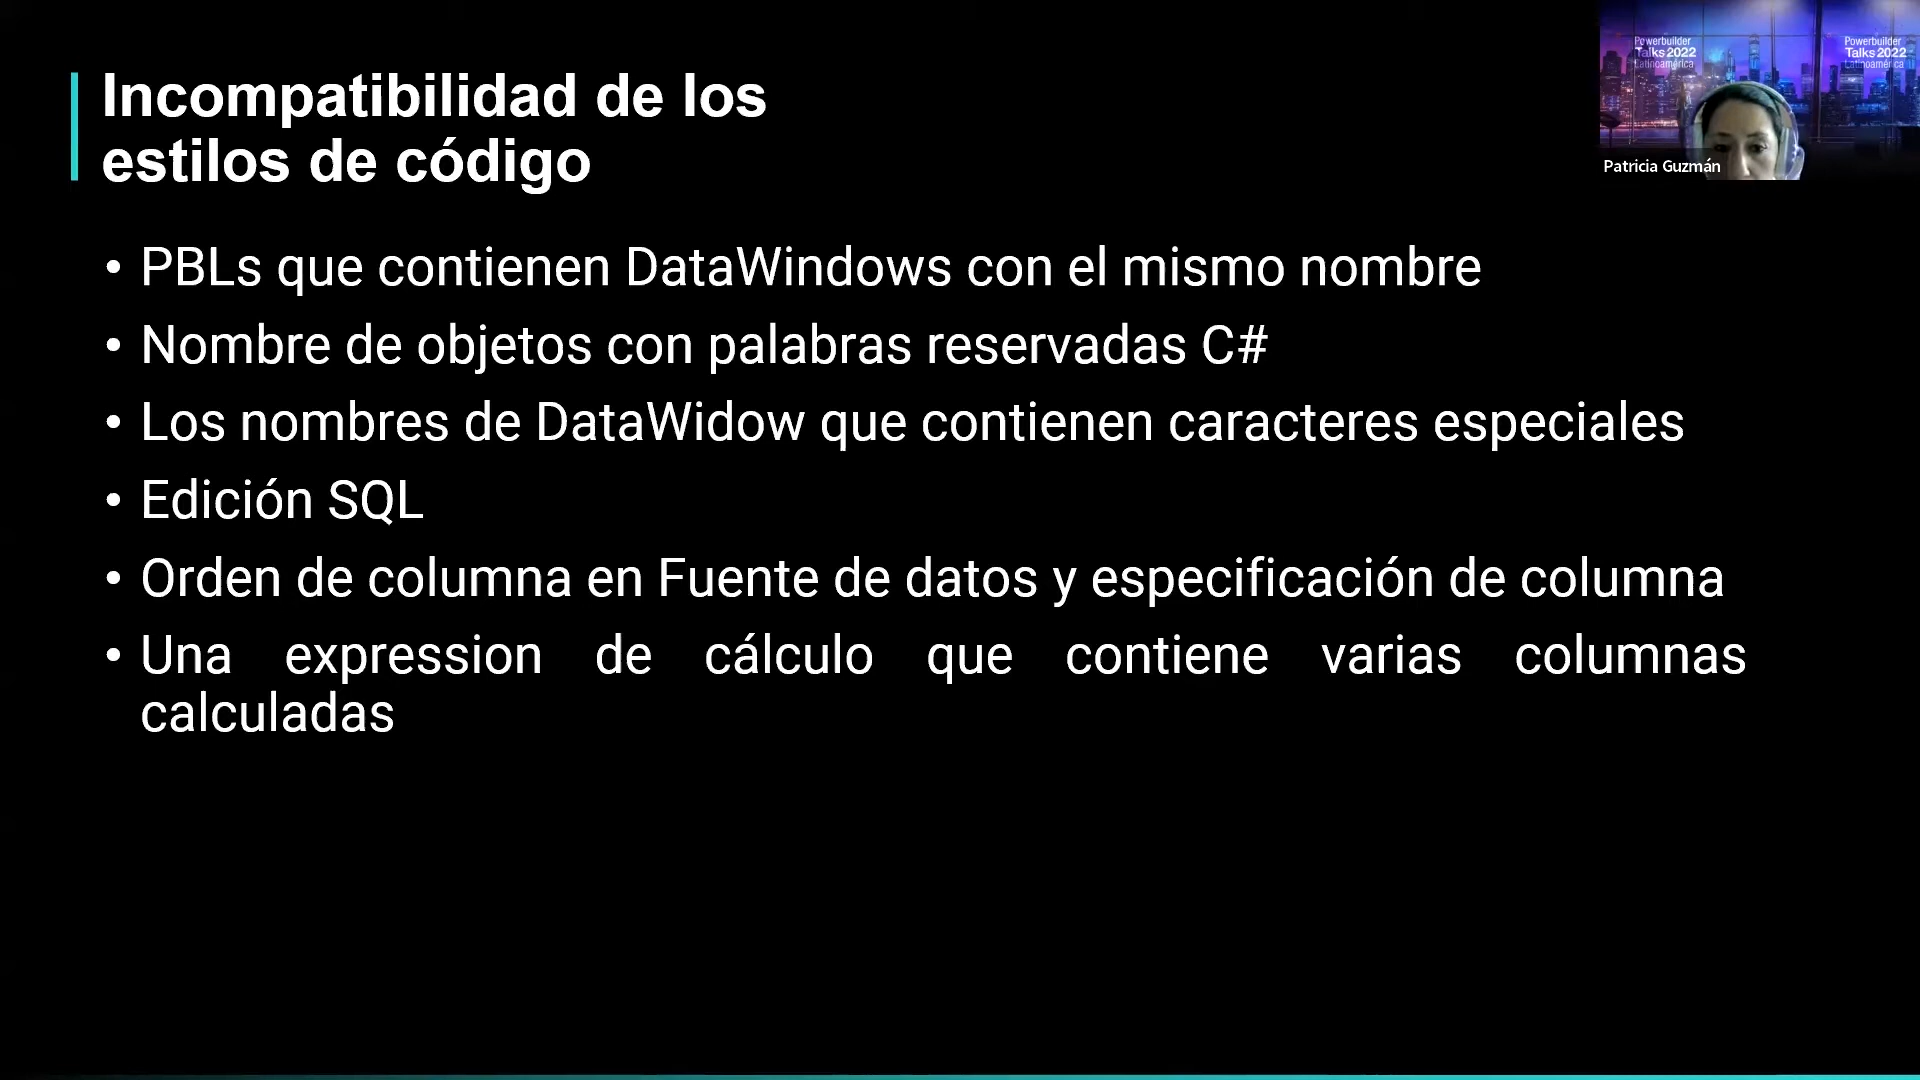 Incompatibilidad de los
estilos de código
• PBLs que contienen DataWindows con el mismo nombre
• Nombre de objetos con palabras reservadas C#
• Los nombres de DataWidow que contienen caracteres especiales
• Edición SQL
• Orden de columna en Fuente de datos y especificación de columna
• Una expression de cálculo que contiene varias columnas
calculadas
Powerbuilder
Talks 2022
Latinoamérica
Powerbuilder
Talks 2022
Latinoamérica
Patricia Guzmán